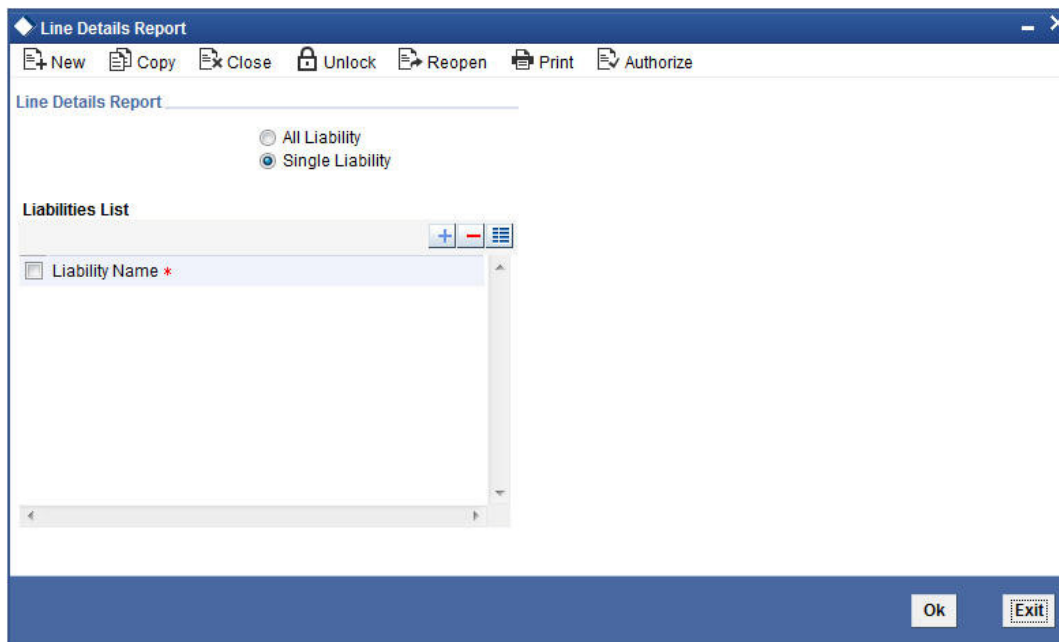 Line Details Report
New Copy Close Unlock Reopen Print Authorize
Line Details Report
All Liability
Single Liability
Liabilities List
Liability Name *
Ok Exit